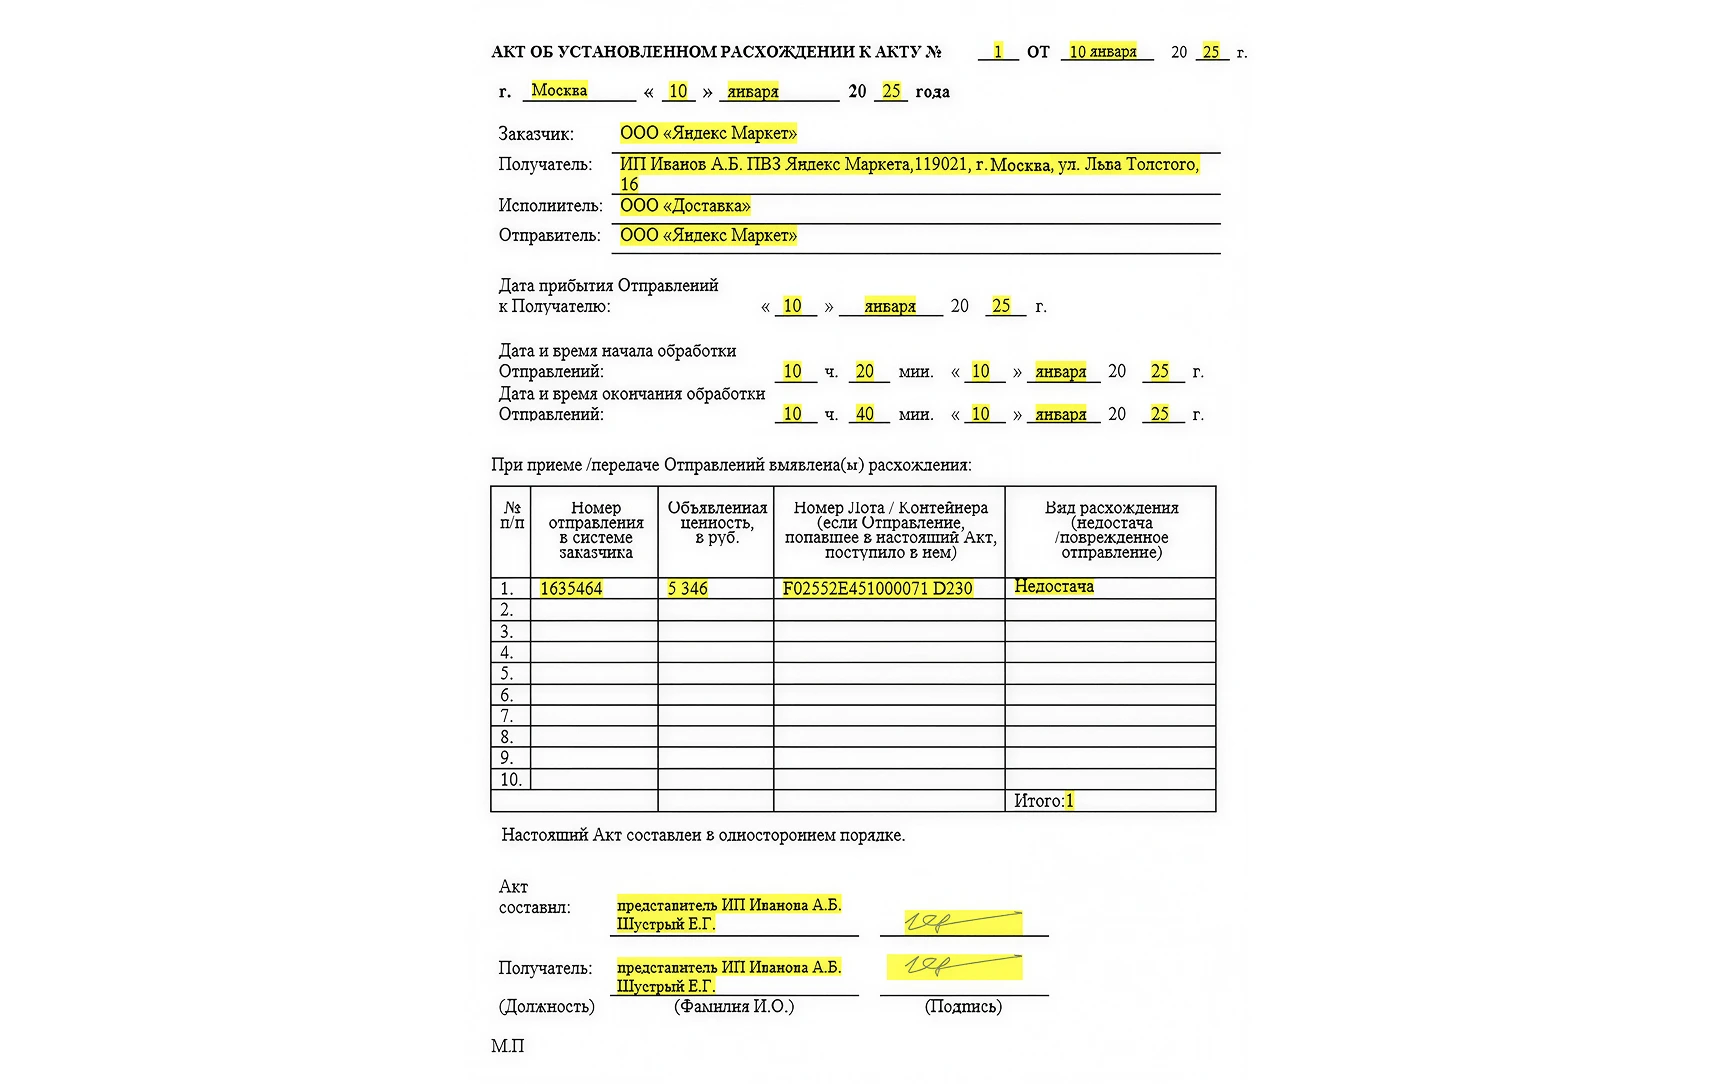 АКТ ОБ УСТАНОВЛЕННОМ РАСХОЖДЕНИИ К АКТУ № 1 ОТ 10 января 20 25 г.
г. Москва « 10 » января 20 25 года
Заказчик: ООО «Яндекс Маркет»
Получатель: ИП Иванов А.Б. ПВЗ Яндекс Маркета,119021, г.Москва, ул. Льва Толстого,
16
Исполнитель: ООО «Доставка»
Отправитель: ООО «Яндекс Маркет»
Дата прибытия Отправлений
к Получателю: « 10 » января 20 25 г.
Дата и время начала обработки
Отправлений: 10 ч. 20 мин. « 10 » января 20 25 г.
Дата и время окончания обработки
Отправлений: 10 ч. 40 мин. « 10 » января 20 25 г.
При приеме /передаче Отправлений выявлена(ы) расхождения:
№ п/п
Номер
отправления
в системе
заказчика
Объявленная
ценность,
в руб.
Номер Лота / Контейнера
(если Отправление,
попавшее в настоящий Акт,
поступило в нем)
Вид расхождения
(недостача
/поврежденное
отправление)
1. 1635464 5 346 F02552E451000071 D230 Недостача
2.
3.
4.
5.
6.
7.
8.
9.
10.
Итого:1
Настоящий Акт составлен в одностороннем порядке.
Акт
составил: представитель ИП Иванова А.Б.
Шустрый Е.Г.
Получатель: представитель ИП Иванова А.Б.
Шустрый Е.Г.
(Должность) (Фамилия И.О.) (Подпись)
М.П